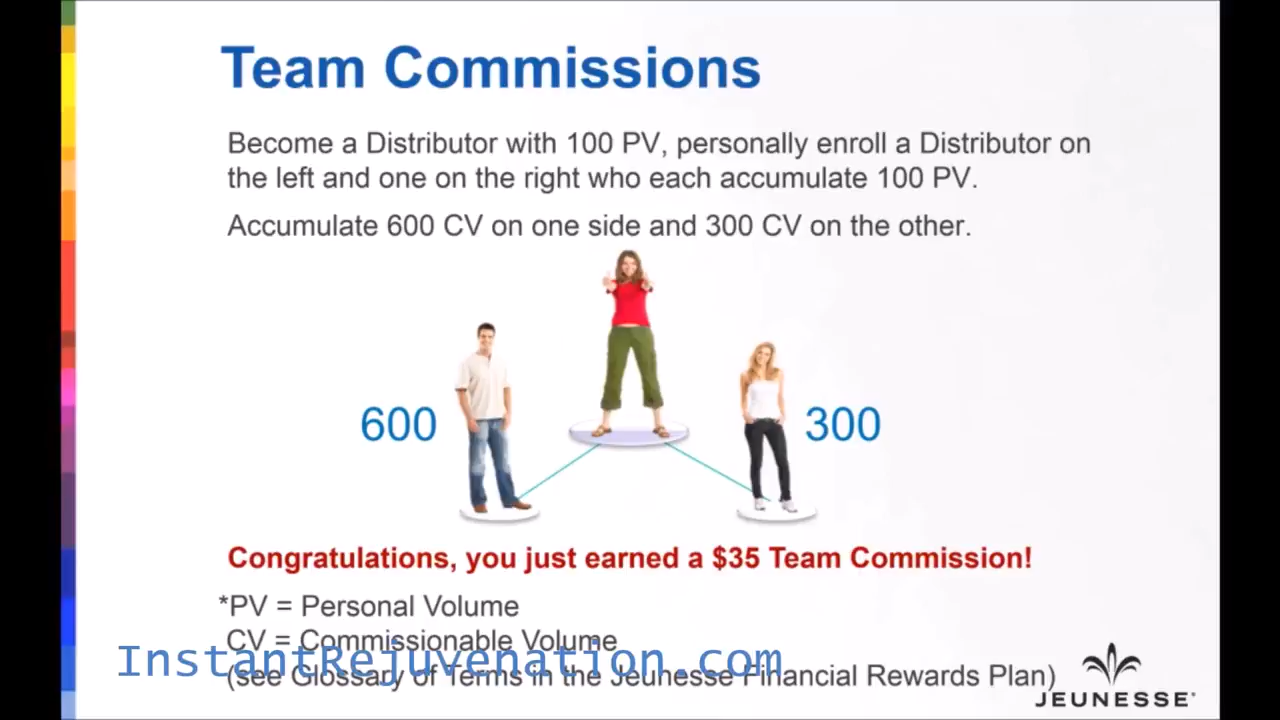 Team Commissions
Become a Distributor with 100 PV, personally enroll a Distributor on
the left and one on the right who each accumulate 100 PV.
Accumulate 600 CV on one side and 300 CV on the other.
600
300
Congratulations, you just earned a $35 Team Commission!
*PV = Personal Volume
CV = Commissionable Volume
InstantRejuvenation.com
(see Glossary of Terms in the Jeunesse Financial Rewards Plan)
JEUNESSE®